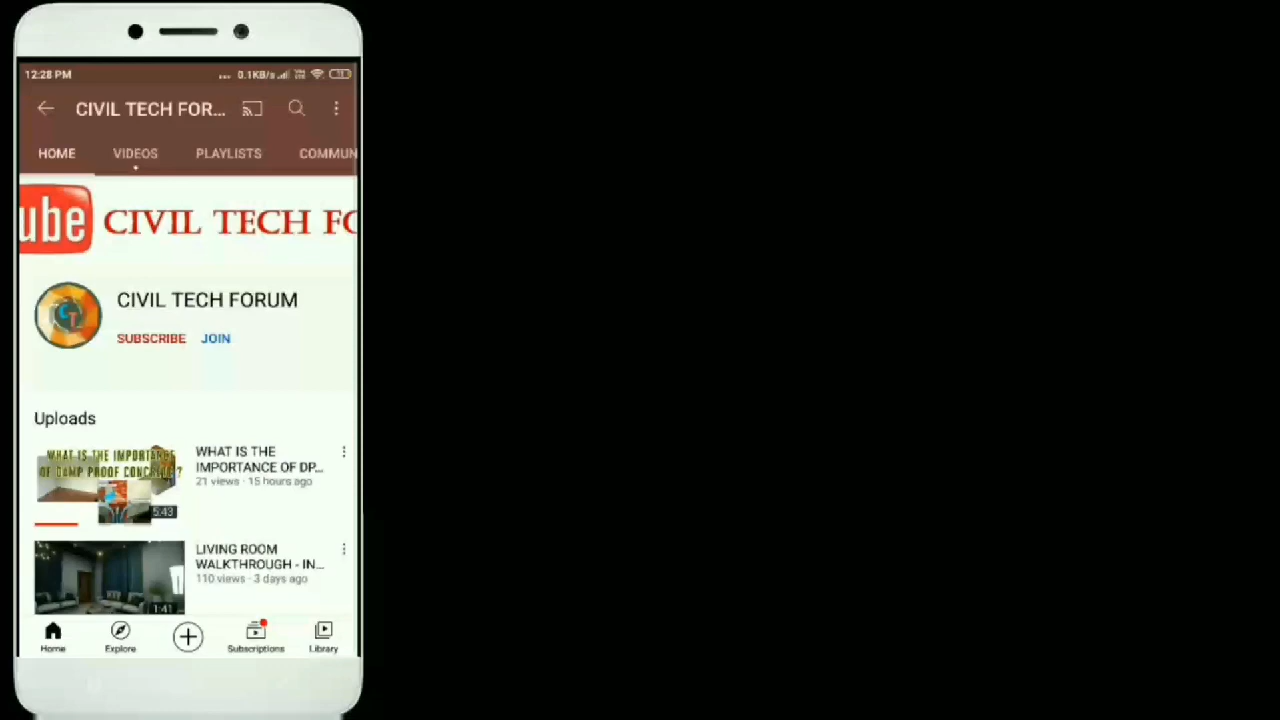 12:28 PM ... 0.1KB/s
CIVIL TECH FOR...
HOME VIDEOS PLAYLISTS COMMUN
ube CIVIL TECH FO
CIVIL TECH FORUM
SUBSCRIBE JOIN
Uploads
WHAT IS THE IMPORTANCE
OF DAMP PROOF CONCRETE?
5:43
WHAT IS THE
IMPORTANCE OF DP...
21 views · 15 hours ago
1:41
LIVING ROOM
WALKTHROUGH - IN...
110 views · 3 days ago
Home Explore Subscriptions Library